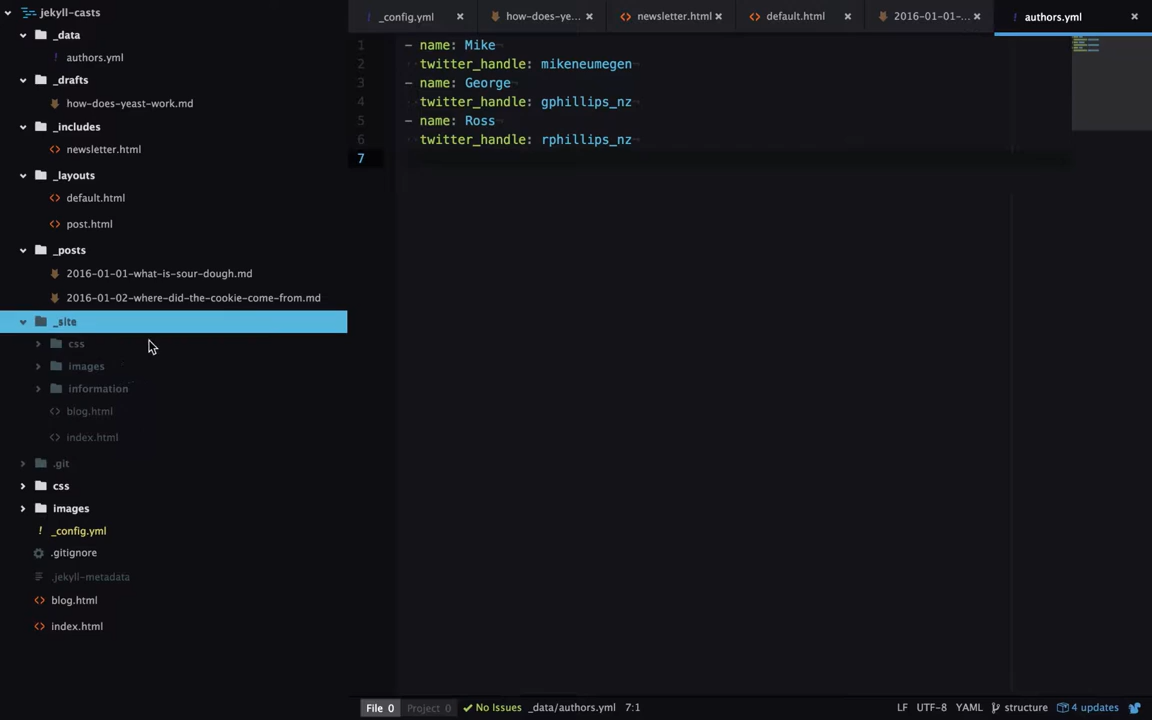 jekyll-casts
_data
authors.yml
_drafts
how-does-yeast-work.md
_includes
newsletter.html
_layouts
default.html
post.html
_posts
2016-01-01-what-is-sour-dough.md
2016-01-02-where-did-the-cookie-come-from.md
_site
css
images
information
blog.html
index.html
.git
css
images
_config.yml
.gitignore
.jekyll-metadata
blog.html
index.html
_config.yml how-does-ye... newsletter.html default.html 2016-01-01-... authors.yml
1 - name: Mike
2 twitter_handle: mikeneumegen
3 - name: George
4 twitter_handle: gphillips_nz
5 - name: Ross
6 twitter_handle: rphillips_nz
7
File 0 Project 0 No Issues _data/authors.yml 7:1 LF UTF-8 YAML structure 4 updates